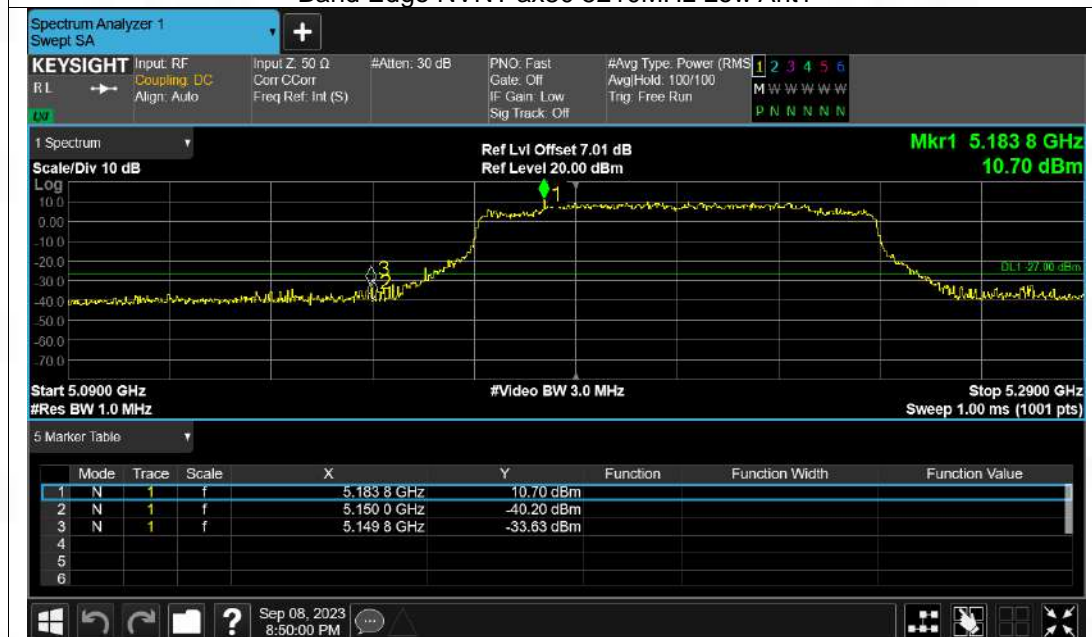 Spectrum Analyzer 1
Swept SA
+
KEYSIGHT
RL
LXI
Input: RF
Coupling: DC
Align: Auto
Input Z: 50 Ω
Corr CCorr
Freq Ref: Int (S)
#Atten: 30 dB
PNO: Fast
Gate: Off
IF Gain: Low
Sig Track: Off
#Avg Type: Power (RMS
Avg|Hold: 100/100
Trig: Free Run
1 2 3 4 5 6
M W W W W W
P N N N N N
1 Spectrum
Scale/Div 10 dB
Ref Lvl Offset 7.01 dB
Ref Level 20.00 dBm
Mkr1 5.183 8 GHz
10.70 dBm
Log
10.0
0.00
-10.0
-20.0
-30.0
-40.0
-50.0
-60.0
-70.0
1
3
2
DL1 -27.00 dBm
Start 5.0900 GHz
#Video BW 3.0 MHz
Stop 5.2900 GHz
#Res BW 1.0 MHz
Sweep 1.00 ms (1001 pts)
5 Marker Table
Mode Trace Scale X Y Function Function Width Function Value
1 N 1 f 5.183 8 GHz 10.70 dBm
2 N 1 f 5.150 0 GHz -40.20 dBm
3 N 1 f 5.149 8 GHz -33.63 dBm
4
5
6
?
Sep 08, 2023
8:50:00 PM